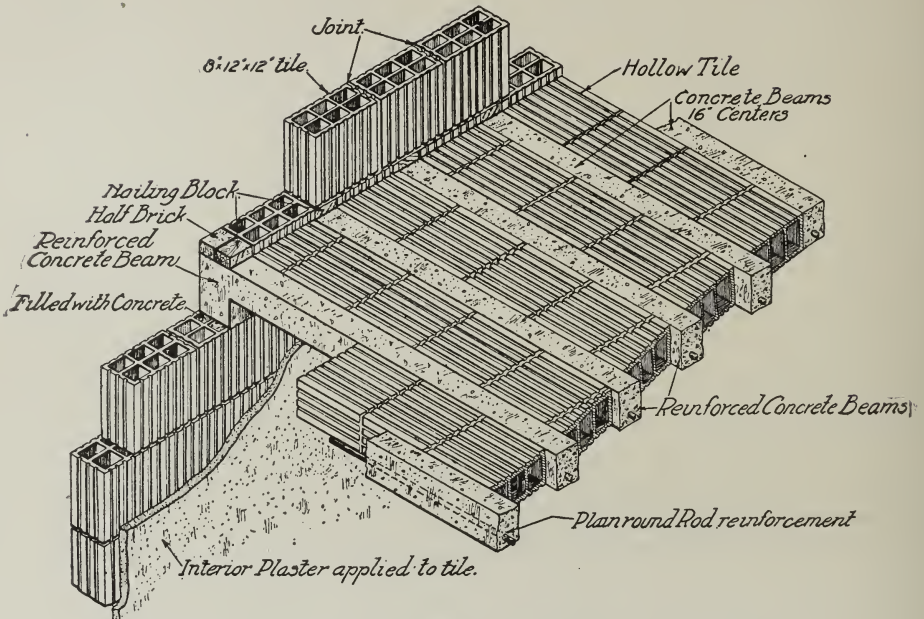 Joint.
8"x12"x12" tile
Hollow Tile
Concrete Beams
16" Centers
Nailing Block
Half Brick
Reinforced
Concrete Beam
Filled with Concrete.
Reinforced Concrete Beams
Plain round Rod reinforcement
Interior Plaster applied to tile.